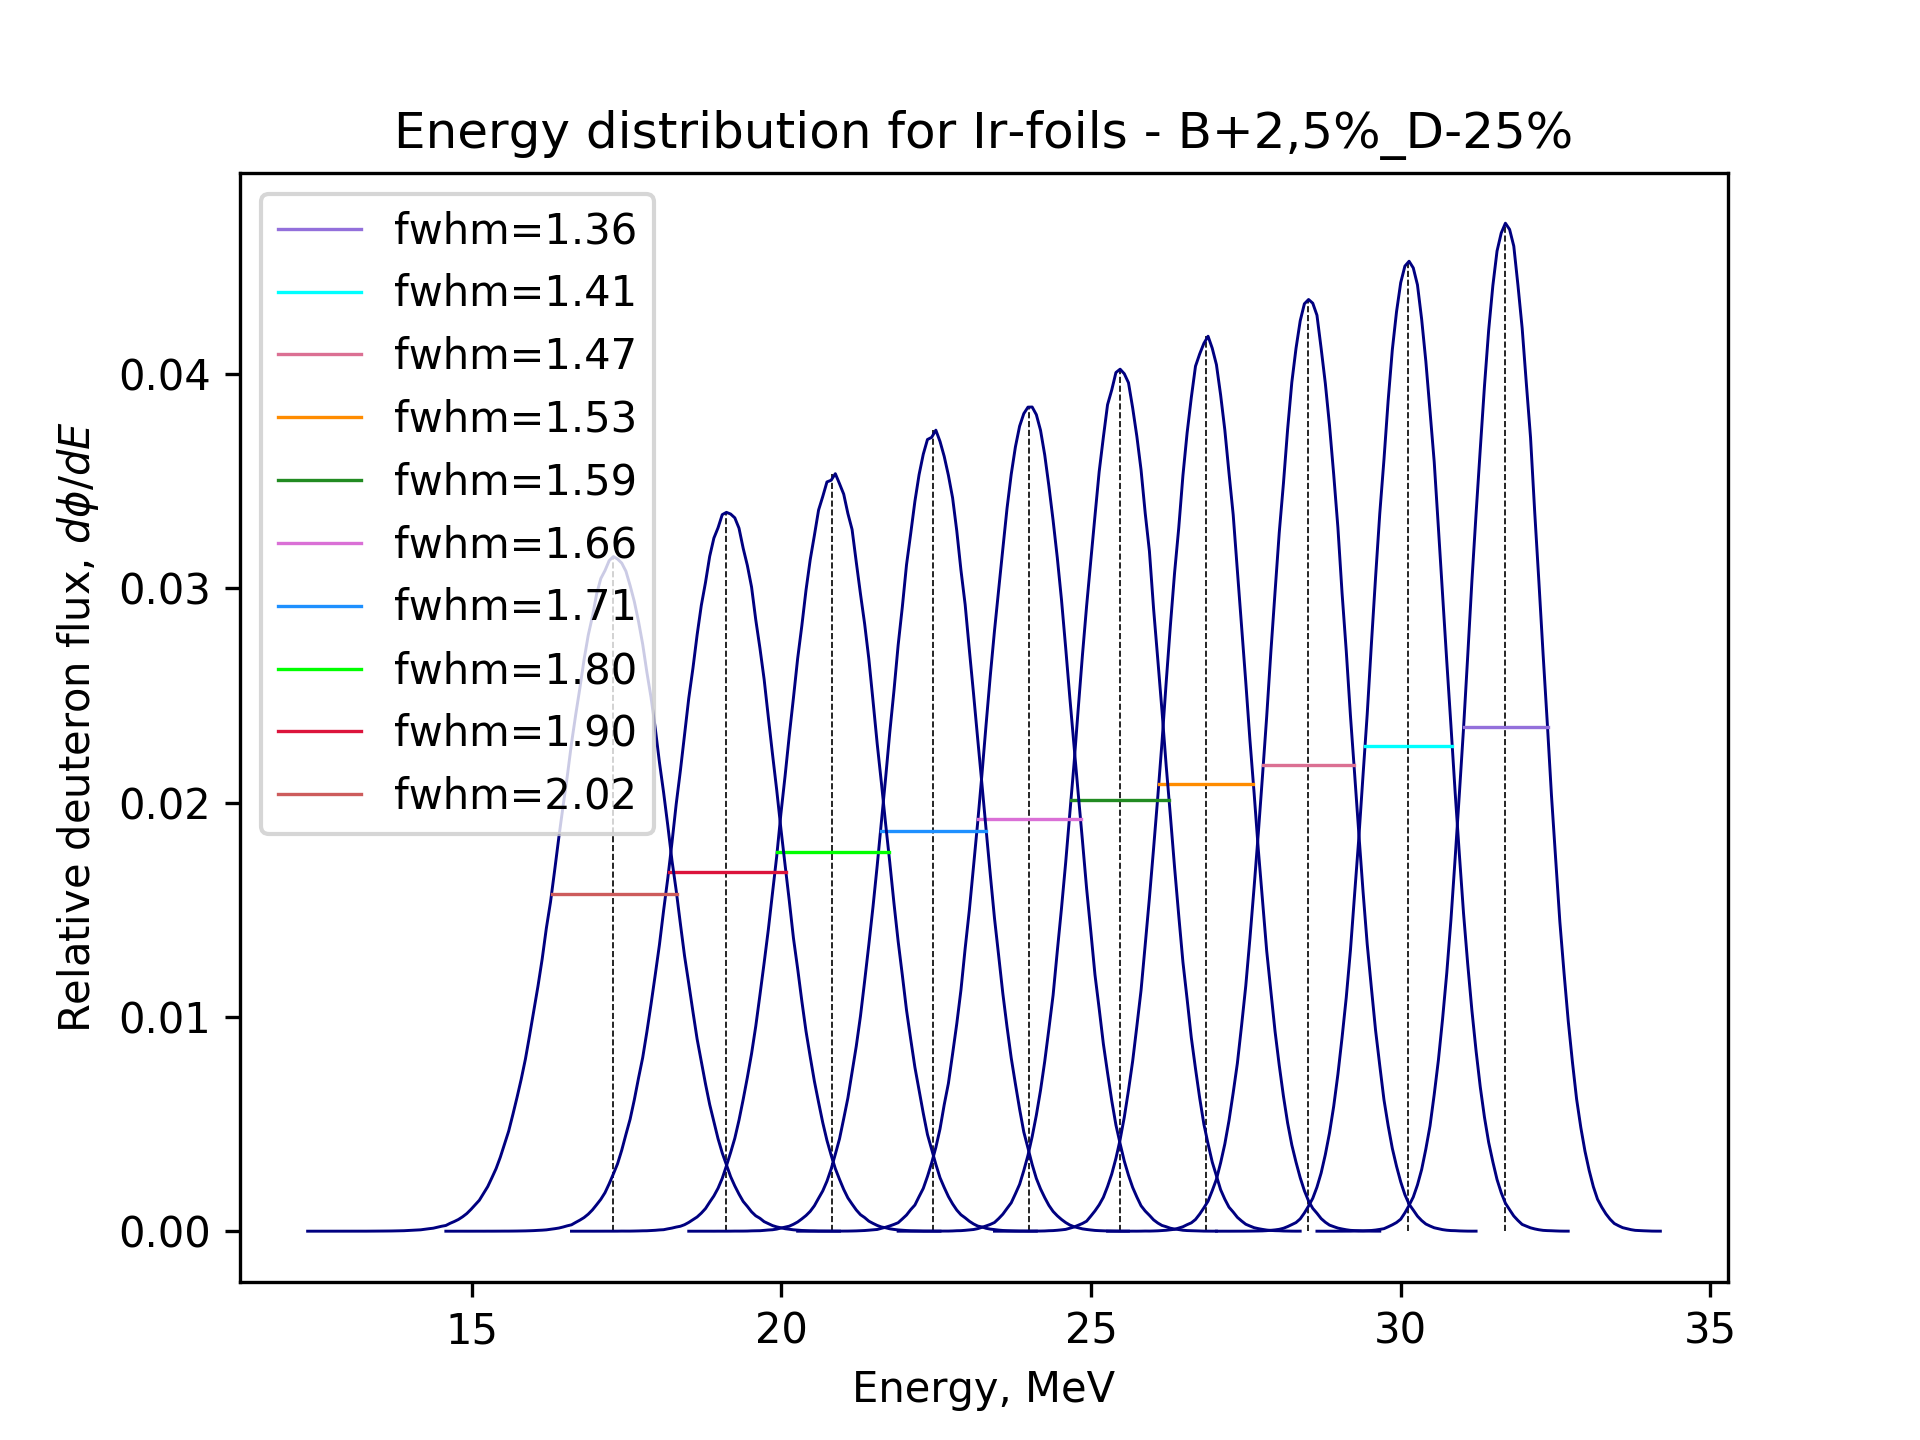 Energy distribution for Ir-foils - B+2,5%_D-25%
fwhm=1.36
fwhm=1.41
fwhm=1.47
fwhm=1.53
fwhm=1.59
fwhm=1.66
fwhm=1.71
fwhm=1.80
fwhm=1.90
fwhm=2.02
Relative deuteron flux, dϕ/dE
0.04
0.03
0.02
0.01
0.00
15 20 25 30 35
Energy, MeV